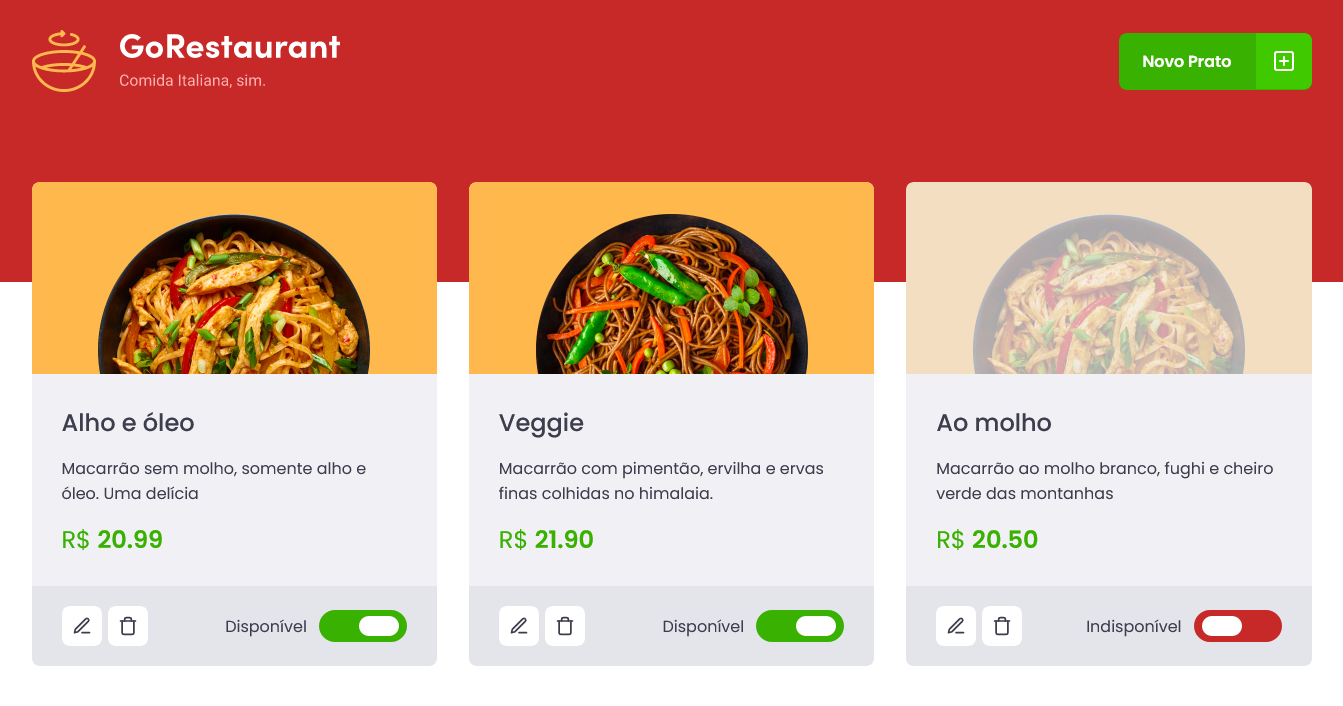 GoRestaurant
Comida Italiana, sim.
Novo Prato
Alho e óleo
Macarrão sem molho, somente alho e
óleo. Uma delícia
R$ 20.99
Disponível
Veggie
Macarrão com pimentão, ervilha e ervas
finas colhidas no himalaia.
R$ 21.90
Disponível
Ao molho
Macarrão ao molho branco, fughi e cheiro
verde das montanhas
R$ 20.50
Indisponível